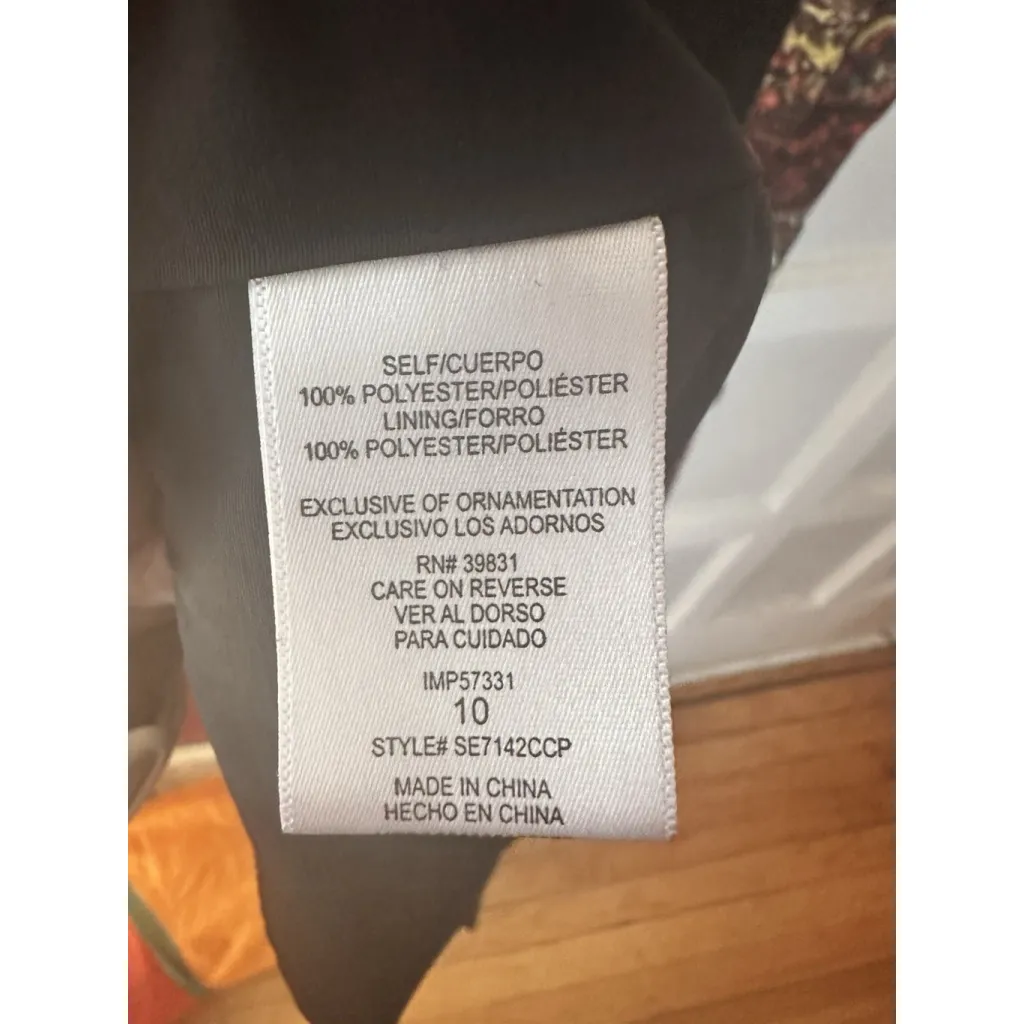 SELF/CUERPO
100% POLYESTER/POLIÉSTER
LINING/FORRO
100% POLYESTER/POLIÉSTER
EXCLUSIVE OF ORNAMENTATION
EXCLUSIVO LOS ADORNOS
RN# 39831
CARE ON REVERSE
VER AL DORSO
PARA CUIDADO
IMP57331
10
STYLE# SE7142CCP
MADE IN CHINA
HECHO EN CHINA